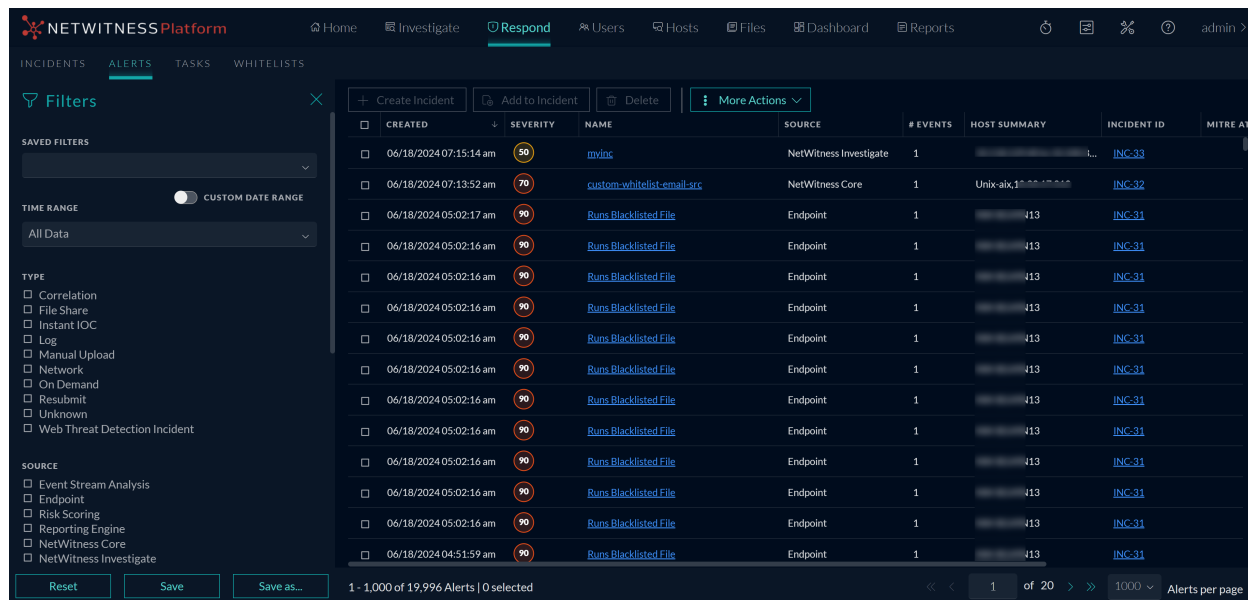 NETWITNESS Platform
Home Investigate Respond Users Hosts Files Dashboard Reports admin
INCIDENTS ALERTS TASKS WHITELISTS
Filters
SAVED FILTERS
CUSTOM DATE RANGE
TIME RANGE
All Data
TYPE
Correlation
File Share
Instant IOC
Log
Manual Upload
Network
On Demand
Resubmit
Unknown
Web Threat Detection Incident
SOURCE
Event Stream Analysis
Endpoint
Risk Scoring
Reporting Engine
NetWitness Core
NetWitness Investigate
Reset Save Save as...
Create Incident Add to Incident Delete More Actions
CREATED SEVERITY NAME SOURCE # EVENTS HOST SUMMARY INCIDENT ID MITRE AT
06/18/2024 07:15:14 am 50 myinc NetWitness Investigate 1 INC-33
06/18/2024 07:13:52 am 70 custom-whitelist-email-src NetWitness Core 1 Unix-aix, INC-32
06/18/2024 05:02:17 am 90 Runs Blacklisted File Endpoint 1 INC-31
06/18/2024 05:02:16 am 90 Runs Blacklisted File Endpoint 1 INC-31
06/18/2024 05:02:16 am 90 Runs Blacklisted File Endpoint 1 INC-31
06/18/2024 05:02:16 am 90 Runs Blacklisted File Endpoint 1 INC-31
06/18/2024 05:02:16 am 90 Runs Blacklisted File Endpoint 1 INC-31
06/18/2024 05:02:16 am 90 Runs Blacklisted File Endpoint 1 INC-31
06/18/2024 05:02:16 am 90 Runs Blacklisted File Endpoint 1 INC-31
06/18/2024 05:02:16 am 90 Runs Blacklisted File Endpoint 1 INC-31
06/18/2024 05:02:16 am 90 Runs Blacklisted File Endpoint 1 INC-31
06/18/2024 05:02:16 am 90 Runs Blacklisted File Endpoint 1 INC-31
06/18/2024 05:02:16 am 90 Runs Blacklisted File Endpoint 1 INC-31
06/18/2024 04:51:59 am 90 Runs Blacklisted File Endpoint 1 INC-31
1 - 1,000 of 19,996 Alerts | 0 selected
1 of 20 1000 Alerts per page